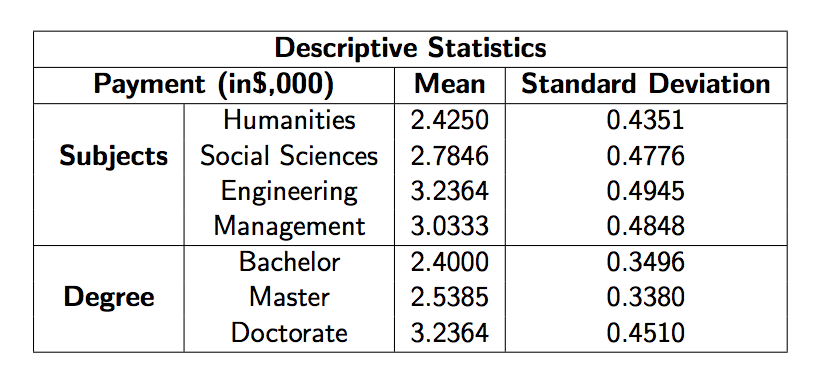 Descriptive Statistics
Payment (in$,000) Mean Standard Deviation
Humanities 2.4250 0.4351
Subjects Social Sciences 2.7846 0.4776
Engineering 3.2364 0.4945
Management 3.0333 0.4848
Bachelor 2.4000 0.3496
Degree Master 2.5385 0.3380
Doctorate 3.2364 0.4510